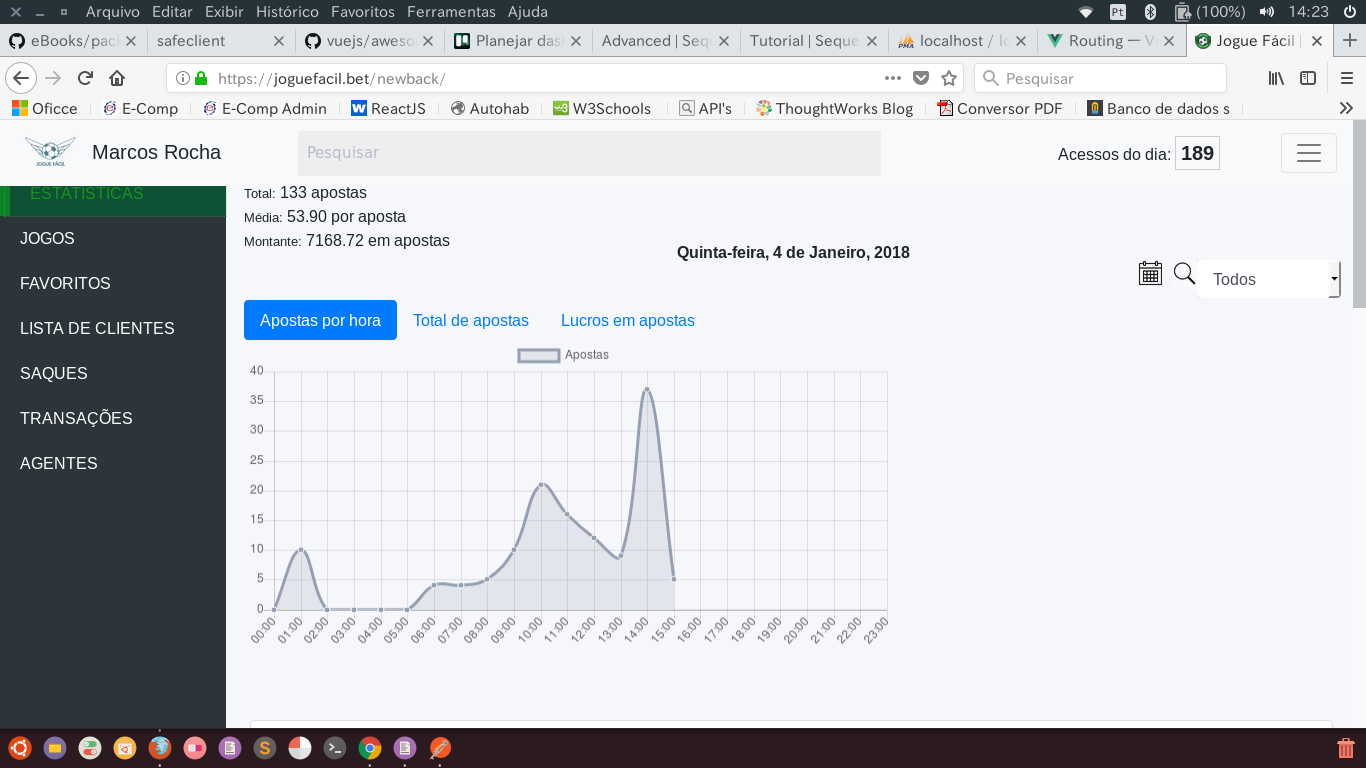 Arquivo Editar Exibir Histórico Favoritos Ferramentas Ajuda
Pt (100%) 14:23
eBooks/pac safeclient vuejs/aweso Planejar das Advanced | Sequ Tutorial | Seque localhost / lo Routing — V Jogue Fácil |
https://joguefacil.bet/newback/ Pesquisar
Oficce E-Comp E-Comp Admin ReactJS Autohab W3Schools API's ThoughtWorks Blog Conversor PDF Banco de dados s
JOGUE FÁCIL Marcos Rocha Pesquisar Acessos do dia: 189
ESTATÍSTICAS
JOGOS
FAVORITOS
LISTA DE CLIENTES
SAQUES
TRANSAÇÕES
AGENTES
Total: 133 apostas
Média: 53.90 por aposta
Montante: 7168.72 em apostas
Quinta-feira, 4 de Janeiro, 2018
Todos
Apostas por hora Total de apostas Lucros em apostas
Apostas
40
35
30
25
20
15
10
5
0
00:00 01:00 02:00 03:00 04:00 05:00 06:00 07:00 08:00 09:00 10:00 11:00 12:00 13:00 14:00 15:00 16:00 17:00 18:00 19:00 20:00 21:00 22:00 23:00